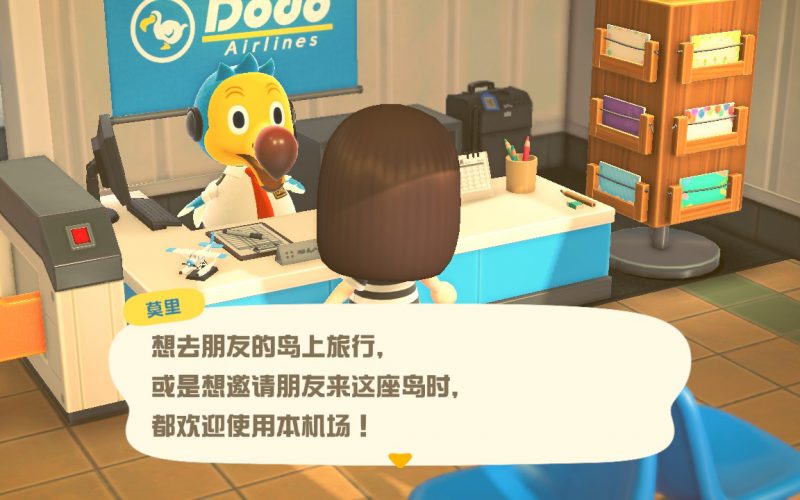 Dodo
Airlines
莫里
想去朋友的岛上旅行，
或是想邀请朋友来这座岛时，
都欢迎使用本机场！